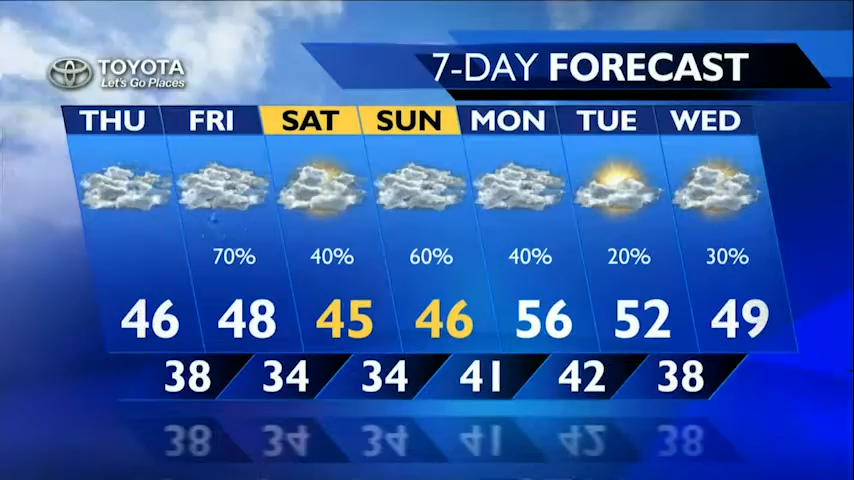 TOYOTA
Let's Go Places
7-DAY FORECAST
THU FRI SAT SUN MON TUE WED
70% 40% 60% 40% 20% 30%
46 48 45 46 56 52 49
38 34 34 41 42 38